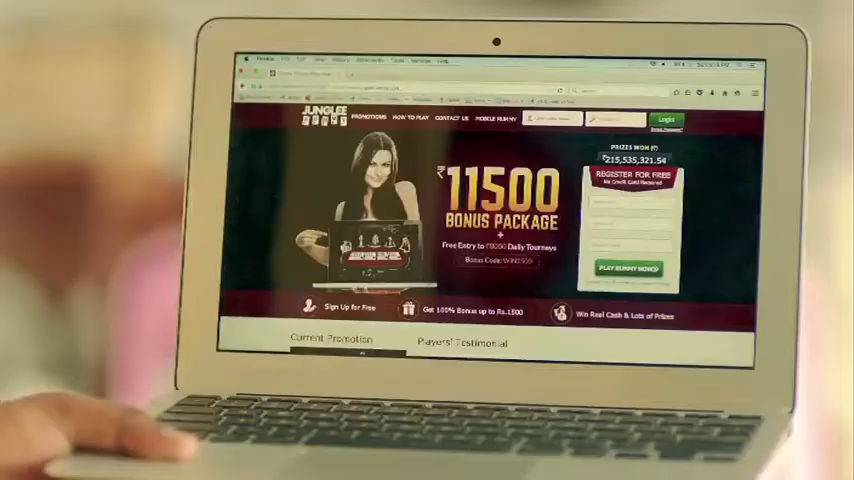 JUNGLEE
RUMMY
PROMOTIONS
HOW TO PLAY
CONTACT US
MOBILE RUMMY
Login
PRIZES WON (₹)
₹215,535,321.54
REGISTER FOR FREE
No Credit Card Required
₹11500
BONUS PACKAGE
+
Free Entry to ₹8000 Daily Tourneys
Bonus Code: WIN1500
PLAY RUMMY NOW
Sign Up for Free
Get 100% Bonus up to Rs.1500
Win Real Cash & Lots of Prizes
Current Promotion
Players' Testimonial